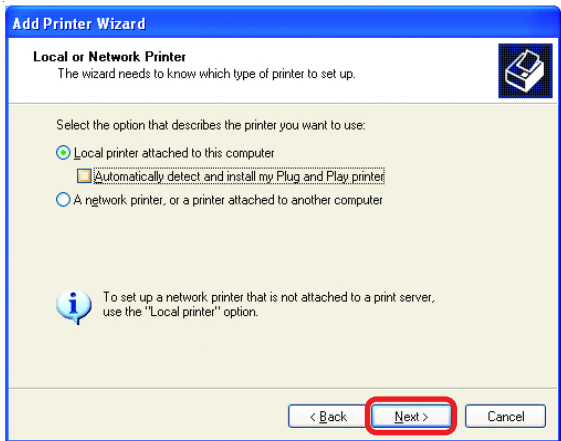 Add Printer Wizard
Local or Network Printer
The wizard needs to know which type of printer to set up.
Select the option that describes the printer you want to use:
Local printer attached to this computer
Automatically detect and install my Plug and Play printer
A network printer, or a printer attached to another computer
To set up a network printer that is not attached to a print server,
use the "Local printer" option.
< Back Next > Cancel